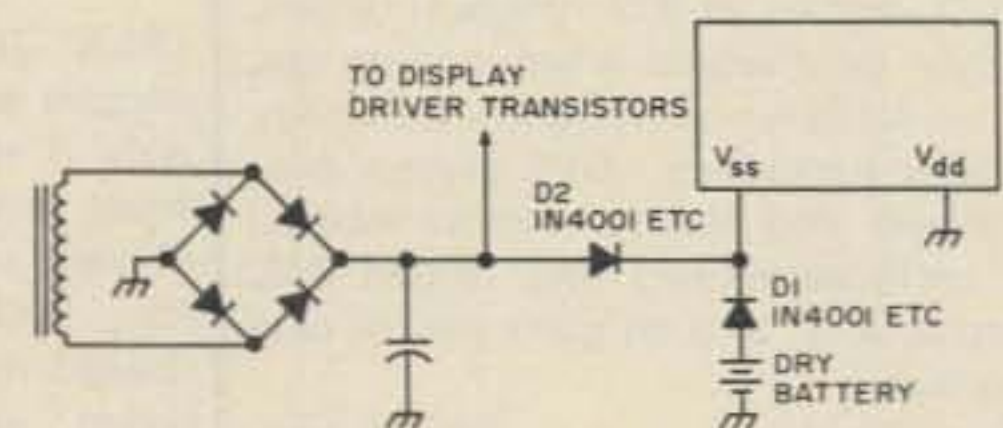 TO DISPLAY
DRIVER TRANSISTORS
Vss
Vdd
D2
IN4001 ETC
D1
IN4001 ETC
DRY
BATTERY